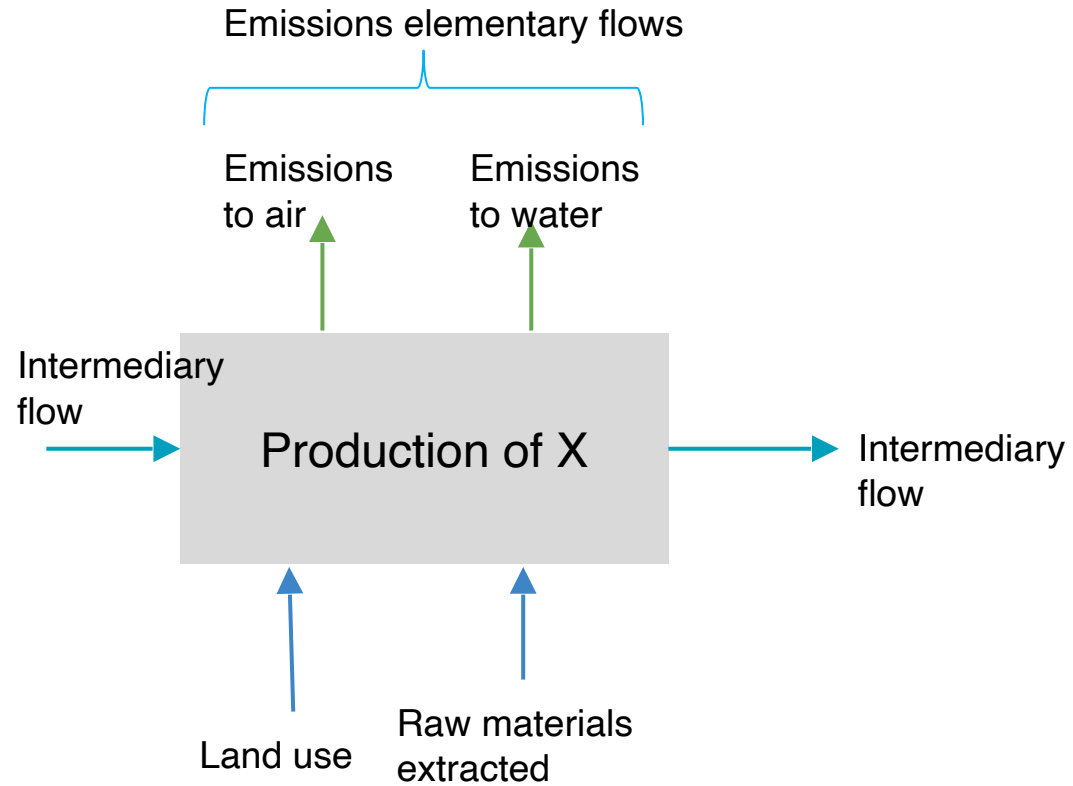 Emissions elementary flows
Emissions
to air
Emissions
to water
Intermediary
flow
Production of X
Intermediary
flow
Land use
Raw materials
extracted